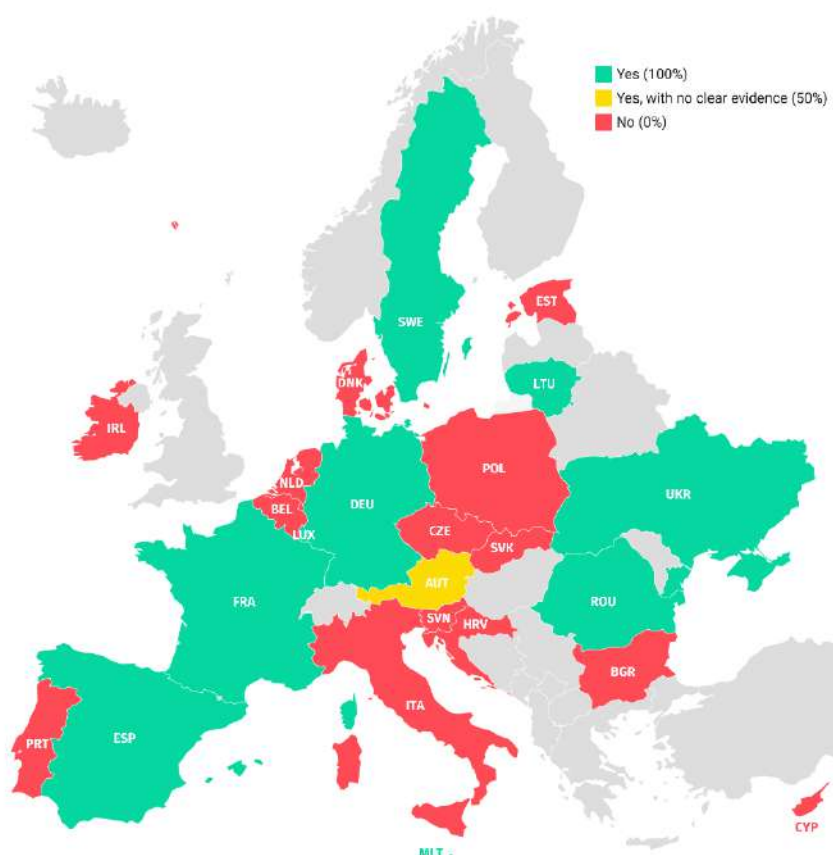 Yes (100%)
Yes, with no clear evidence (50%)
No (0%)
SWE
EST
LTU
DNK
IRL
NLD
POL
UKR
DEU
BEL
LUX
CZE
SVK
AUT
FRA
ROU
SVN
HRV
BGR
ITA
ESP
PRT
CYP
MLT